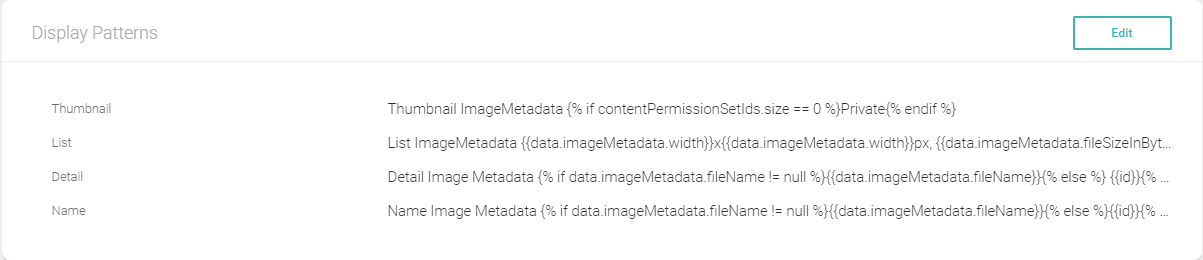 Display Patterns
Edit
Thumbnail Thumbnail ImageMetadata {% if contentPermissionSetIds.size == 0 %}Private{% endif %}
List List ImageMetadata {{data.imageMetadata.width}}x{{data.imageMetadata.width}}px, {{data.imageMetadata.fileSizeInByt...
Detail Detail Image Metadata {% if data.imageMetadata.fileName != null %}{{data.imageMetadata.fileName}}{% else %} {{id}}{% ...
Name Name Image Metadata {% if data.imageMetadata.fileName != null %}{{data.imageMetadata.fileName}}{% else %}{{id}}{% ...